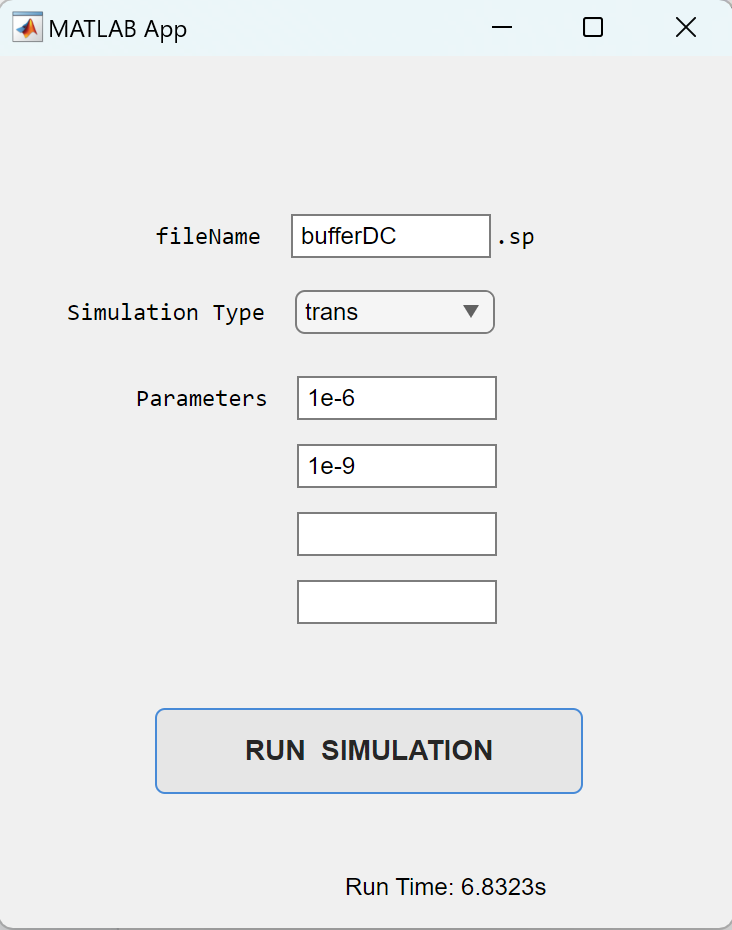 MATLAB App
fileName bufferDC .sp
Simulation Type trans
Parameters 1e-6
1e-9
RUN SIMULATION
Run Time: 6.8323s